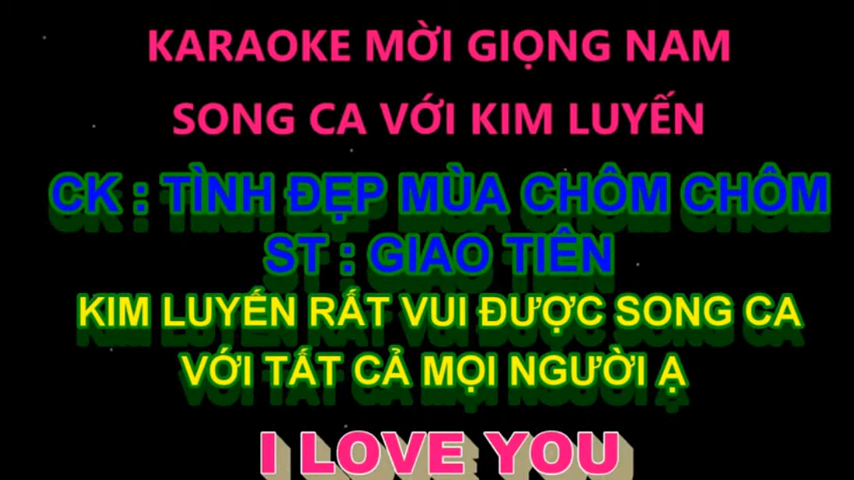 KARAOKE MỜI GIỌNG NAM
SONG CA VỚI KIM LUYẾN
CK : TÌNH ĐẸP MÙA CHÔM CHÔM
ST : GIAO TIÊN
KIM LUYẾN RẤT VUI ĐƯỢC SONG CA
VỚI TẤT CẢ MỌI NGƯỜI Ạ
I LOVE YOU